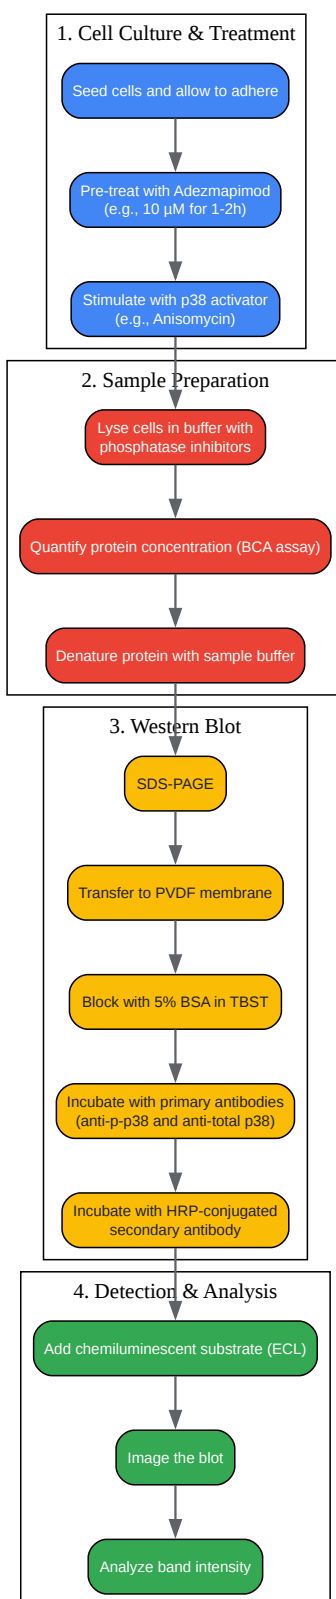 1. Cell Culture & Treatment
Seed cells and allow to adhere
Pre-treat with Adezmapimod
(e.g., 10 µM for 1-2h)
Stimulate with p38 activator
(e.g., Anisomycin)
2. Sample Preparation
Lyse cells in buffer with
phosphatase inhibitors
Quantify protein concentration (BCA assay)
Denature protein with sample buffer
3. Western Blot
SDS-PAGE
Transfer to PVDF membrane
Block with 5% BSA in TBST
Incubate with primary antibodies
(anti-p-p38 and anti-total p38)
Incubate with HRP-conjugated
secondary antibody
4. Detection & Analysis
Add chemiluminescent substrate (ECL)
Image the blot
Analyze band intensity